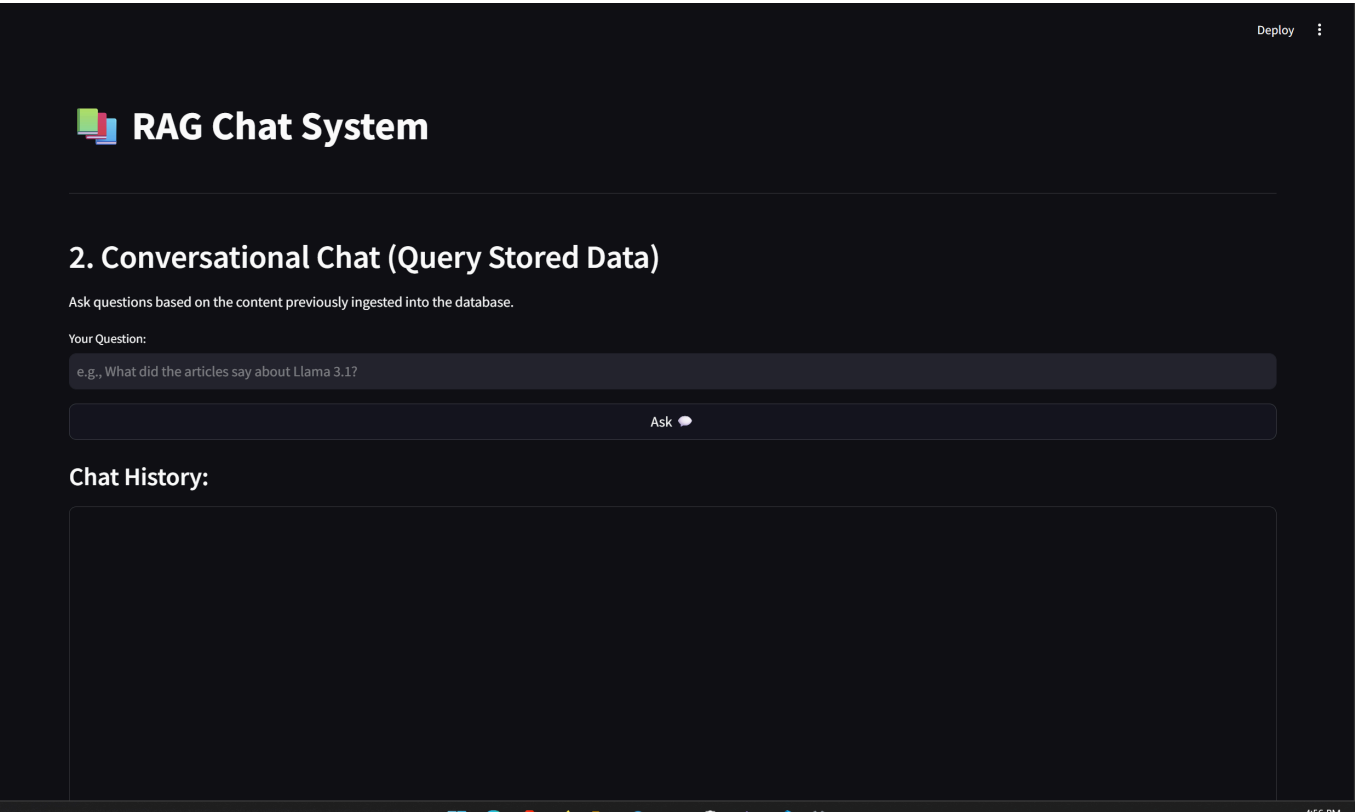 Deploy
RAG Chat System
2. Conversational Chat (Query Stored Data)
Ask questions based on the content previously ingested into the database.
Your Question:
e.g., What did the articles say about Llama 3.1?
Ask
Chat History: